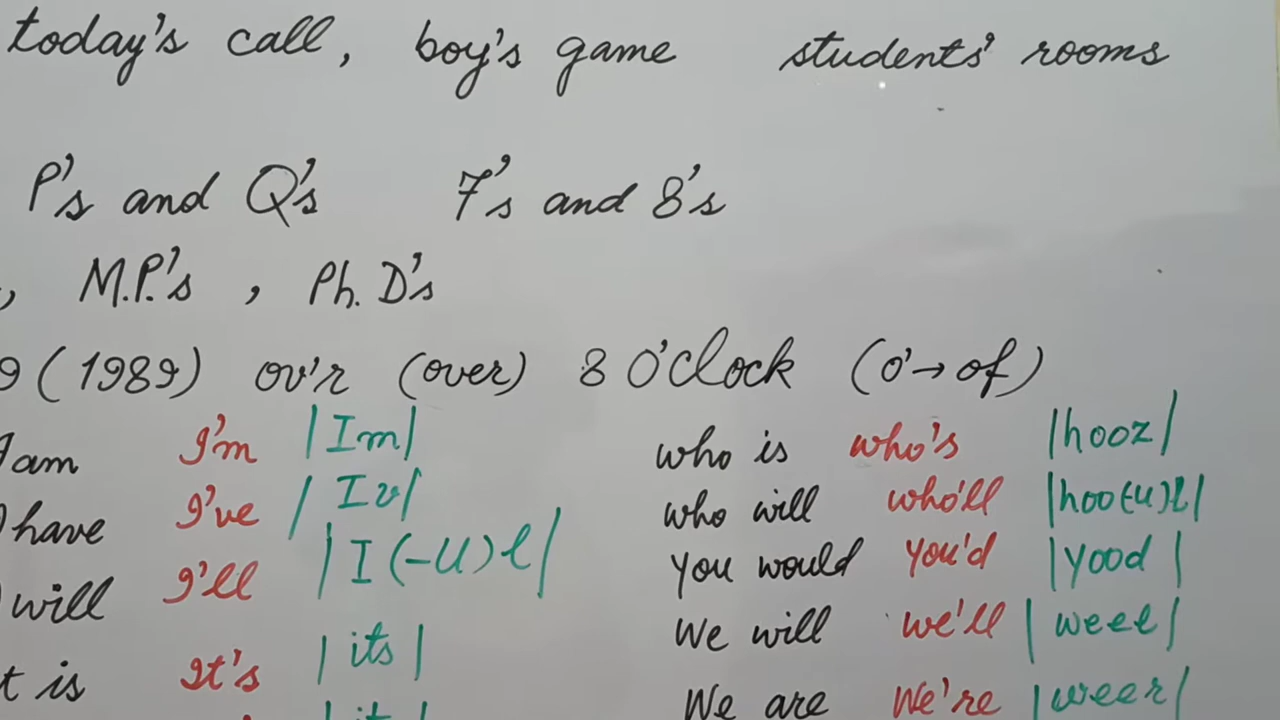 today's call, boy's game students' rooms
P's and Q's 7's and 8's
, M.P.'s , Ph. D's
9 (1989) ov'r (over) 8 O'clock (O'→of)
I am I'm |Im| who is who's |hooz|
I have I've |Iv| who will who'll |hoo(u)l|
will I'll |I(-u)l| you would you'd |yood|
t is It's |its| We will we'll |weel|
We are We're |weer|